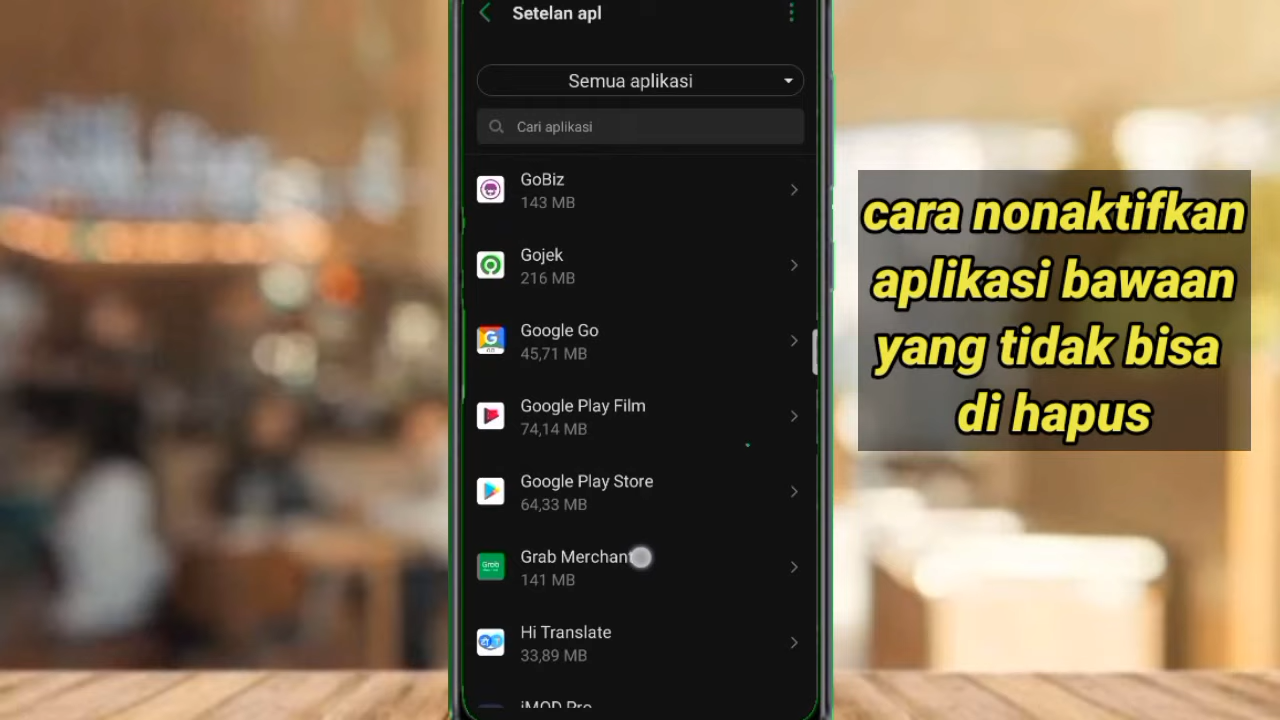 Setelan apl
Semua aplikasi
Cari aplikasi
GoBiz
143 MB
Gojek
216 MB
Google Go
45,71 MB
Google Play Film
74,14 MB
Google Play Store
64,33 MB
Grab Merchant
141 MB
Hi Translate
33,89 MB
iMOD Pro
cara nonaktifkan
aplikasi bawaan
yang tidak bisa
di hapus